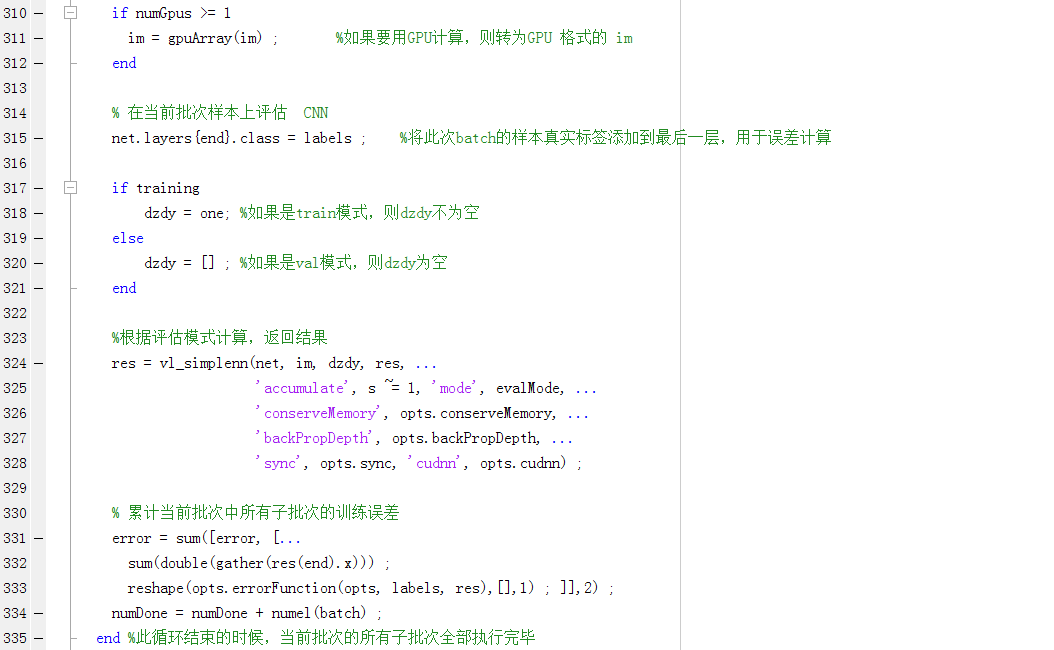 310 – if numGpus >= 1
311 – im = gpuArray(im) ; %如果要用GPU计算，则转为GPU 格式的 im
312 – end
313
314 % 在当前批次样本上评估 CNN
315 – net.layers{end}.class = labels ; %将此次batch的样本真实标签添加到最后一层，用于误差计算
316
317 – if training
318 – dzdy = one; %如果是train模式，则dzdy不为空
319 – else
320 – dzdy = [] ; %如果是val模式，则dzdy为空
321 – end
322
323 %根据评估模式计算，返回结果
324 – res = vl_simplenn(net, im, dzdy, res, ...
325 'accumulate', s ~= 1, 'mode', evalMode, ...
326 'conserveMemory', opts.conserveMemory, ...
327 'backPropDepth', opts.backPropDepth, ...
328 'sync', opts.sync, 'cudnn', opts.cudnn) ;
329
330 % 累计当前批次中所有子批次的训练误差
331 – error = sum([error, [...
332 sum(double(gather(res(end).x))) ;
333 reshape(opts.errorFunction(opts, labels, res),[],1) ; ]],2) ;
334 – numDone = numDone + numel(batch) ;
335 – end %此循环结束的时候，当前批次的所有子批次全部执行完毕